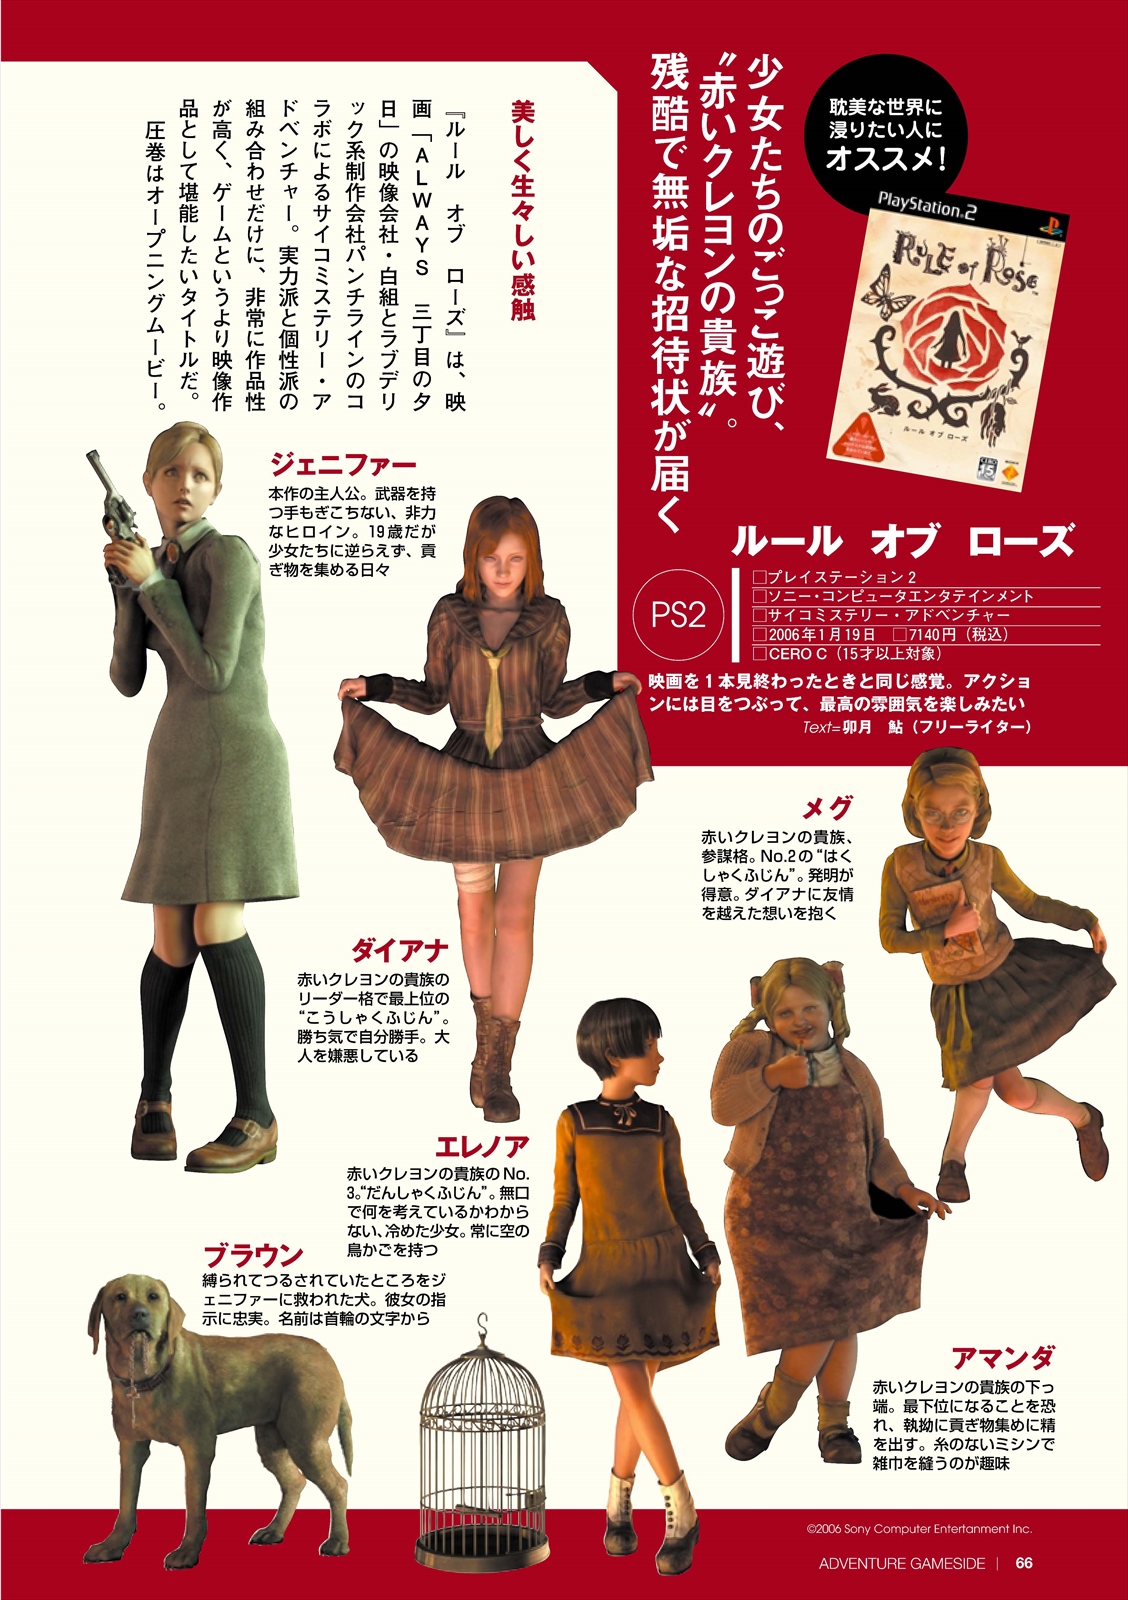 耽美な世界に
浸りたい人に
オススメ!
PlayStation 2
RULE of ROSE
ルール オブ ローズ
少女たちのごっこ遊び、
“赤いクレヨンの貴族”。
残酷で無垢な招待状が届く
ルール オブ ローズ
PS2
□プレイステーション2
□ソニー・コンピュータエンタテインメント
□サイコミステリー・アドベンチャー
□2006年1月19日 □7140円（税込）
□CERO C（15才以上対象）
映画を1本見終わったときと同じ感覚。アクショ
ンには目をつぶって、最高の雰囲気を楽しみたい
Text=卯月 鮎（フリーライター）
美しく生々しい感触
『ルール オブ ローズ』は、映
画「ALWAYS 三丁目の夕
日」の映像会社・白組とラブデリ
ック系制作会社パンチラインのコ
ラボによるサイコミステリー・ア
ドベンチャー。実力派と個性派の
組み合わせだけに、非常に作品性
が高く、ゲームというより映像作
品として堪能したいタイトルだ。
圧巻はオープニングムービー。
ジェニファー
本作の主人公。武器を持
つ手もぎこちない、非力
なヒロイン。19歳だが
少女たちに逆らえず、貢
ぎ物を集める日々
メグ
赤いクレヨンの貴族、
参謀格。No.2の“はく
しゃくふじん”。発明が
得意。ダイアナに友情
を越えた想いを抱く
ダイアナ
赤いクレヨンの貴族の
リーダー格で最上位の
“こうしゃくふじん”。
勝ち気で自分勝手。大
人を嫌悪している
エレノア
赤いクレヨンの貴族のNo.
3。“だんしゃくふじん”。無口
で何を考えているかわから
ない、冷めた少女。常に空の
鳥かごを持つ
ブラウン
縛られてつるされていたところをジ
ェニファーに救われた犬。彼女の指
示に忠実。名前は首輪の文字から
アマンダ
赤いクレヨンの貴族の下っ
端。最下位になることを恐
れ、執拗に貢ぎ物集めに精
を出す。糸のないミシンで
雑巾を縫うのが趣味
©2006 Sony Computer Entertanment Inc.
ADVENTURE GAMESIDE | 66